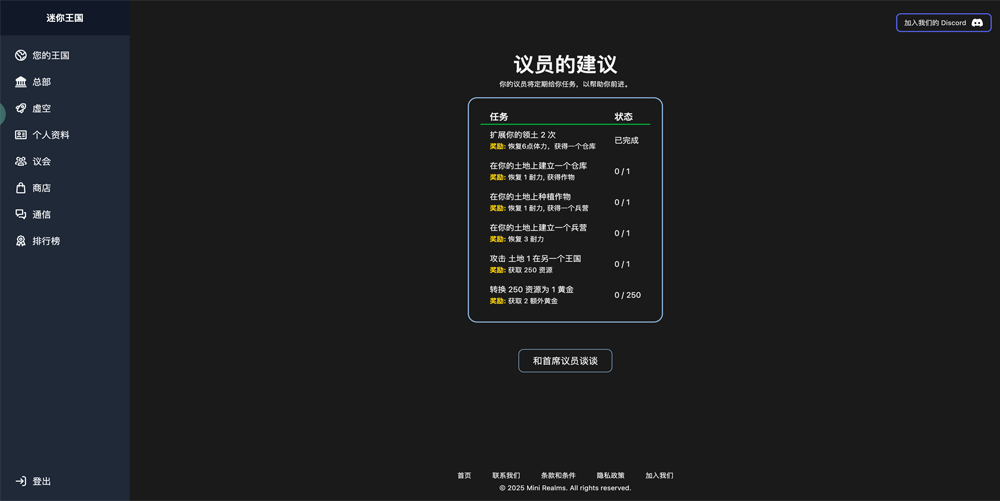 迷你王国
加入我们的 Discord
您的王国
总部
虚空
个人资料
议会
商店
通信
排行榜
登出
议员的建议
你的议员将定期给你任务，以帮助你前进。
任务 状态
扩展你的领土 2 次
奖励: 恢复6点体力，获得一个仓库
已完成
在你的土地上建立一个仓库
奖励: 恢复 1 耐力, 获得作物
0 / 1
在你的土地上种植作物
奖励: 恢复 1 耐力, 获得一个兵营
0 / 1
在你的土地上建立一个兵营
奖励: 恢复 3 耐力
0 / 1
攻击 土地 1 在另一个王国
奖励: 获取 250 资源
0 / 1
转换 250 资源为 1 黄金
奖励: 获取 2 额外黄金
0 / 250
和首席议员谈谈
首页 联系我们 条款和条件 隐私政策 加入我们
© 2025 Mini Realms. All rights reserved.